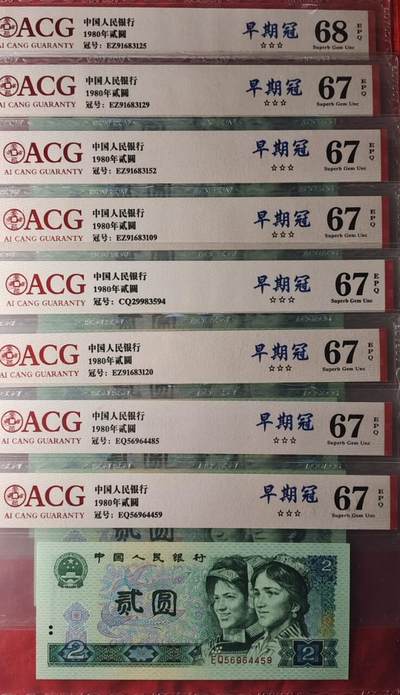 ACG
AI CANG GUARANTY
中国人民银行
1980年贰圆
冠号：EZ91683125
早期冠
☆☆☆
68
EPQ
Superb Gem Unc
ACG
AI CANG GUARANTY
中国人民银行
1980年贰圆
冠号：EZ91683129
早期冠
☆☆☆
67
EPQ
Superb Gem Unc
ACG
AI CANG GUARANTY
中国人民银行
1980年贰圆
冠号：EZ91683152
早期冠
☆☆☆
67
EPQ
Superb Gem Unc
ACG
AI CANG GUARANTY
中国人民银行
1980年贰圆
冠号：EZ91683109
早期冠
☆☆☆
67
EPQ
Superb Gem Unc
ACG
AI CANG GUARANTY
中国人民银行
1980年贰圆
冠号：CQ29983594
早期冠
☆☆☆
67
EPQ
Superb Gem Unc
ACG
AI CANG GUARANTY
中国人民银行
1980年贰圆
冠号：EZ91683120
早期冠
☆☆☆
67
EPQ
Superb Gem Unc
ACG
AI CANG GUARANTY
中国人民银行
1980年贰圆
冠号：EQ56964485
早期冠
☆☆☆
67
EPQ
Superb Gem Unc
ACG
AI CANG GUARANTY
中国人民银行
1980年贰圆
冠号：EQ56964459
早期冠
☆☆☆
67
EPQ
Superb Gem Unc
中国人民银行
2
贰圆
2
EQ56964459
2